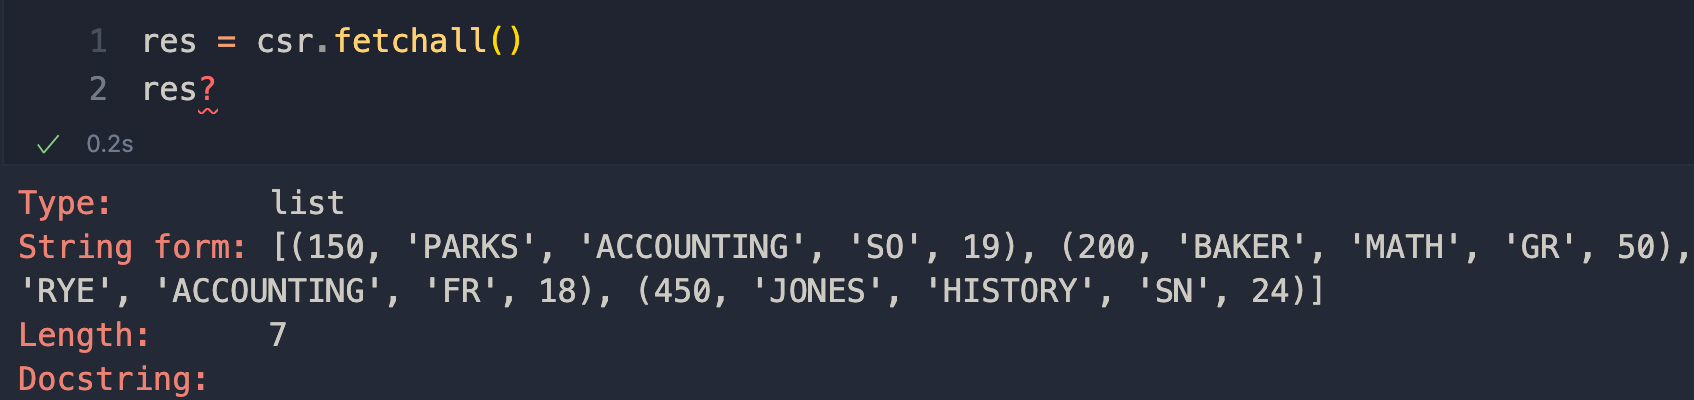 1 res = csr.fetchall()
2 res?
0.2s
Type: list
String form: [(150, 'PARKS', 'ACCOUNTING', 'SO', 19), (200, 'BAKER', 'MATH', 'GR', 50),
'RYE', 'ACCOUNTING', 'FR', 18), (450, 'JONES', 'HISTORY', 'SN', 24)]
Length: 7
Docstring: